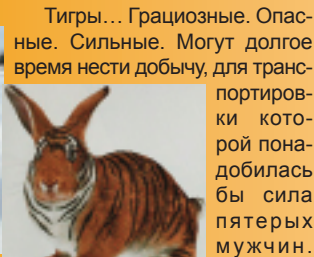 Тигры… Грациозные. Опас-
ные. Сильные. Могут долгое
время нести добычу, для транс-
портиров-
ки кото-
рой пона-
добилась
бы сила
пятерых
мужчин.